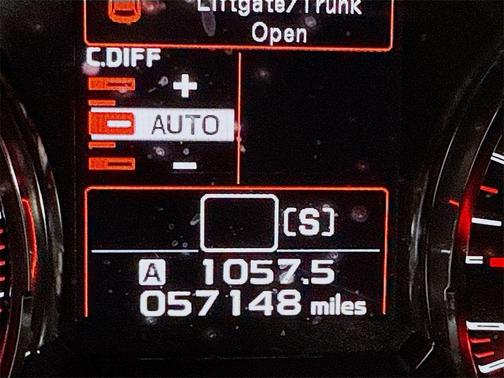 Liftgate/Trunk
Open
C.DIFF
+
AUTO
-
[S]
A 1057.5
057148 miles